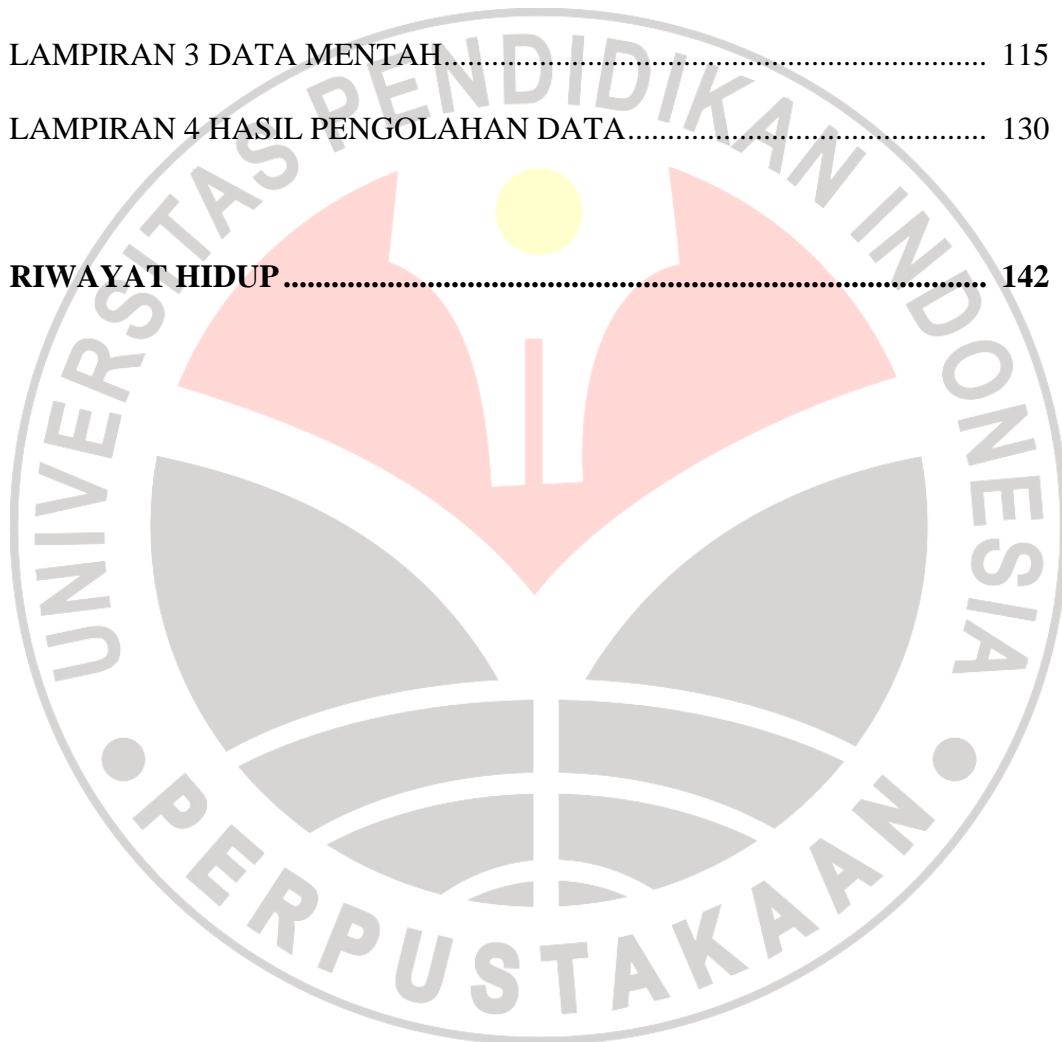 LAMPIRAN 3 DATA MENTAH.................................................................... 115
LAMPIRAN 4 HASIL PENGOLAHAN DATA............................................. 130
RIWAYAT HIDUP........................................................................................ 142
UNIVERSITAS PENDIDIKAN INDONESIA
PERPUSTAKAAN